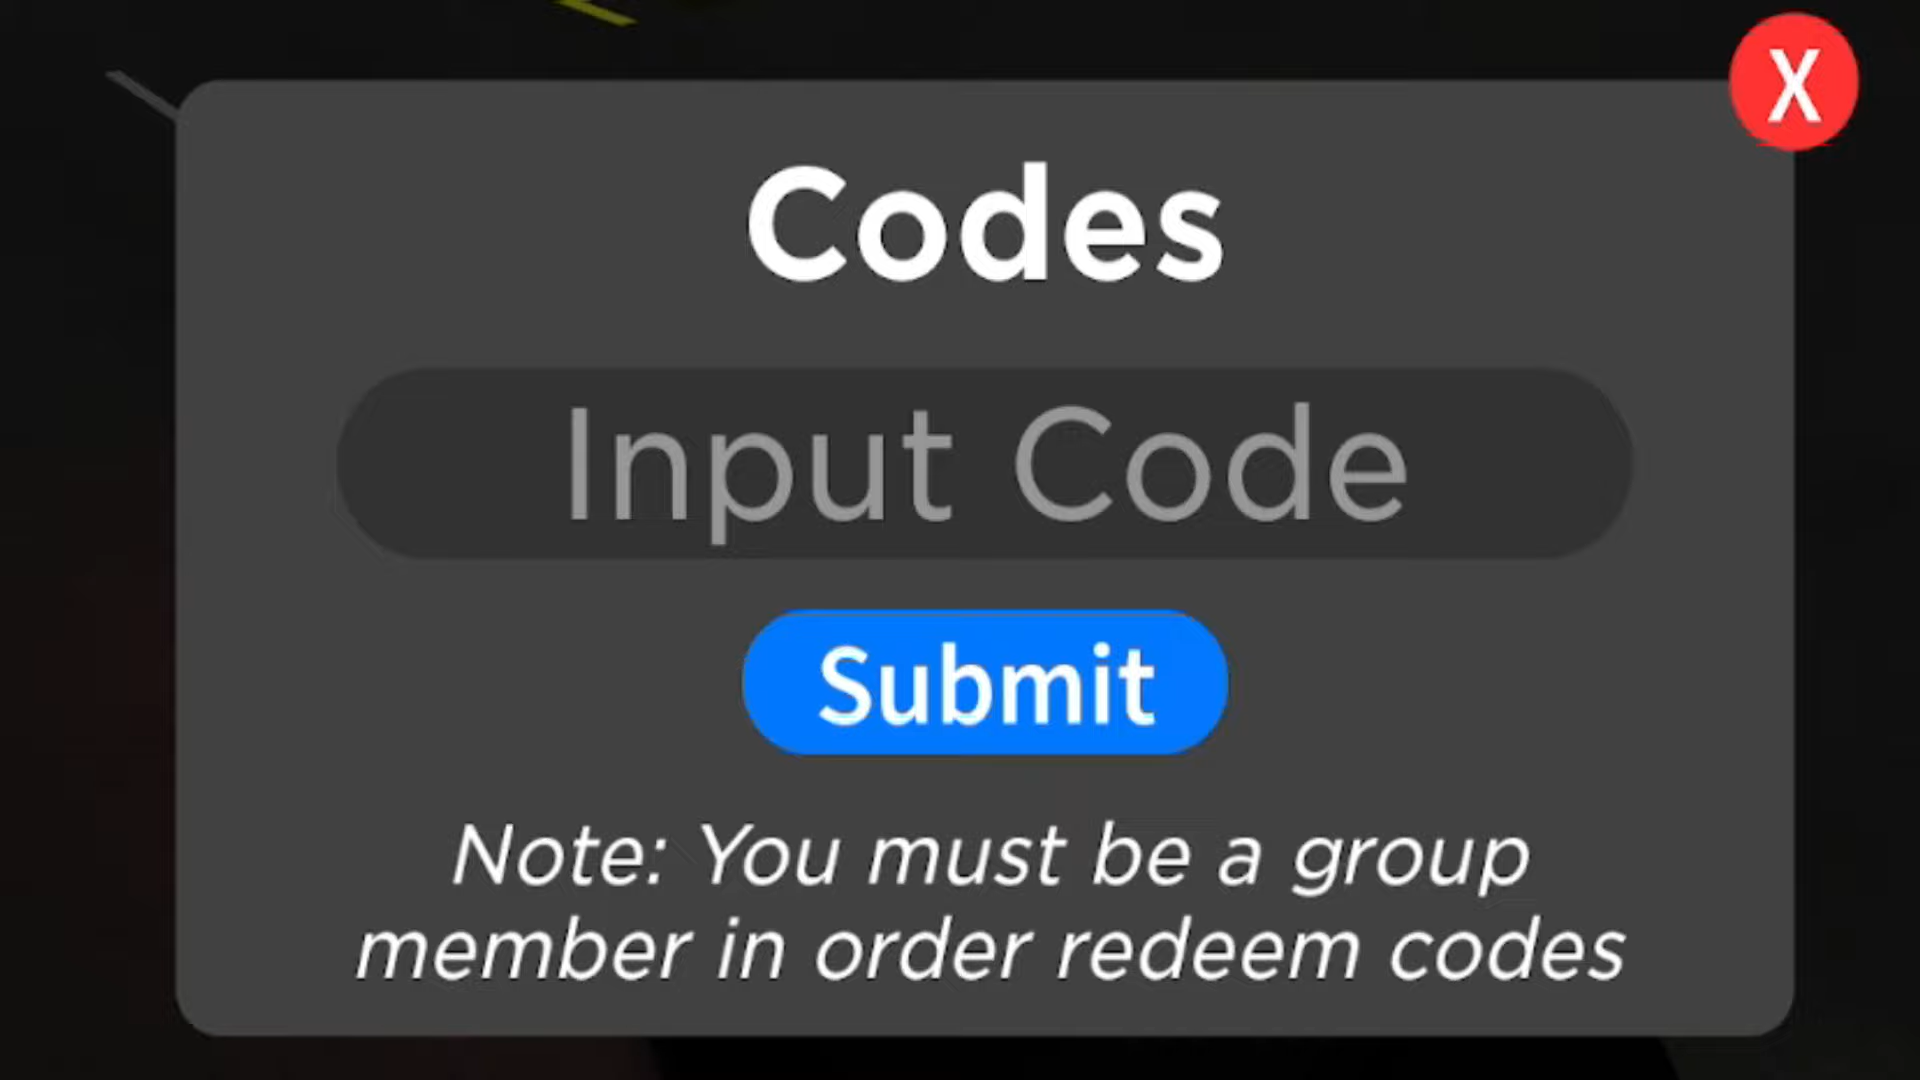 X
Codes
Input Code
Submit
Note: You must be a group
member in order redeem codes